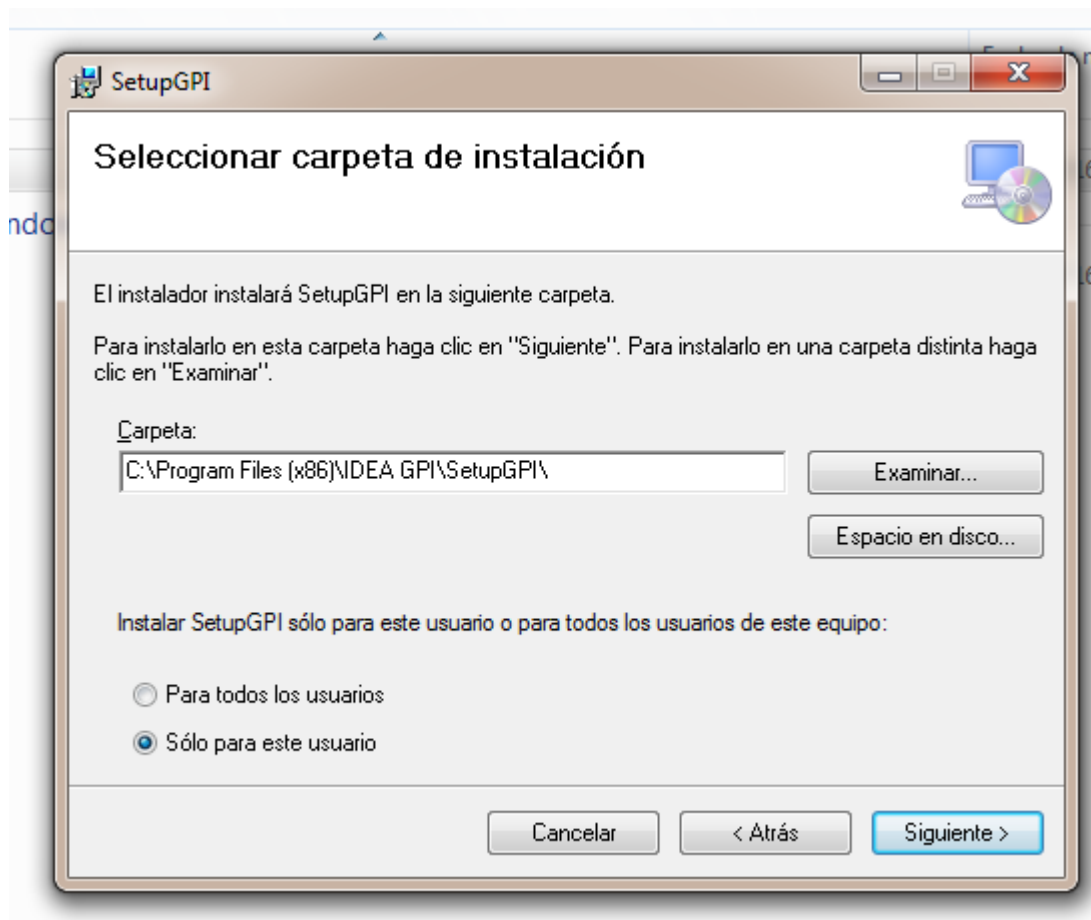 SetupGPI
Seleccionar carpeta de instalación
El instalador instalará SetupGPI en la siguiente carpeta.
Para instalarlo en esta carpeta haga clic en "Siguiente". Para instalarlo en una carpeta distinta haga
clic en "Examinar".
Carpeta:
C:\Program Files (x86)\IDEA GPI\SetupGPI\
Examinar...
Espacio en disco...
Instalar SetupGPI sólo para este usuario o para todos los usuarios de este equipo:
Para todos los usuarios
Sólo para este usuario
Cancelar
< Atrás
Siguiente >